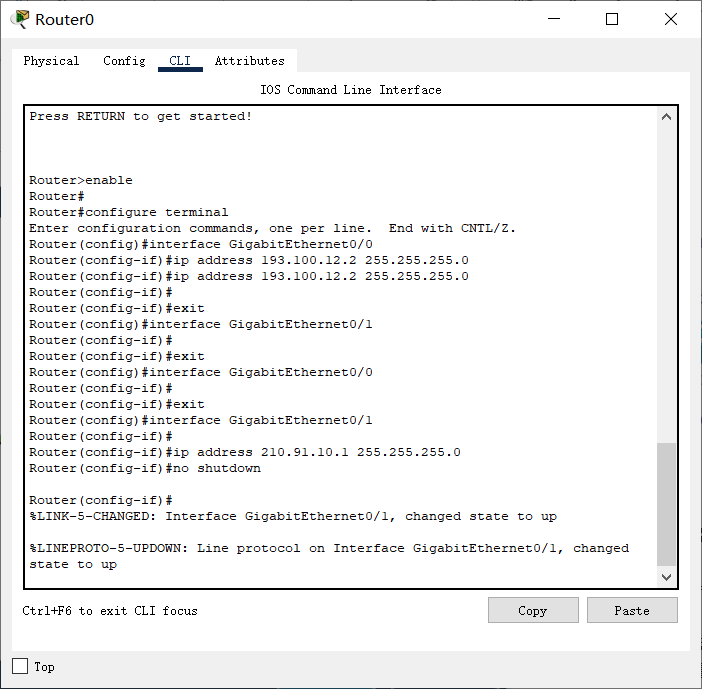 Router0
Physical Config CLI Attributes
IOS Command Line Interface
Press RETURN to get started!
Router>enable
Router#
Router#configure terminal
Enter configuration commands, one per line.  End with CNTL/Z.
Router(config)#interface GigabitEthernet0/0
Router(config-if)#ip address 193.100.12.2 255.255.255.0
Router(config-if)#ip address 193.100.12.2 255.255.255.0
Router(config-if)#
Router(config-if)#exit
Router(config)#interface GigabitEthernet0/1
Router(config-if)#
Router(config-if)#exit
Router(config)#interface GigabitEthernet0/0
Router(config-if)#
Router(config-if)#exit
Router(config)#interface GigabitEthernet0/1
Router(config-if)#
Router(config-if)#ip address 210.91.10.1 255.255.255.0
Router(config-if)#no shutdown
Router(config-if)#
%LINK-5-CHANGED: Interface GigabitEthernet0/1, changed state to up
%LINEPROTO-5-UPDOWN: Line protocol on Interface GigabitEthernet0/1, changed
state to up
Ctrl+F6 to exit CLI focus
Copy Paste
Top